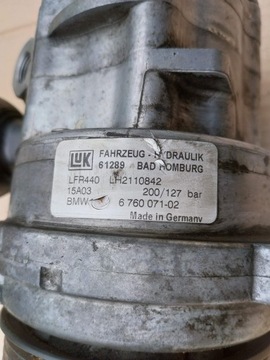 LUK
FAHRZEUG - HYDRAULIK
61289 BAD HOMBURG
LFR440 LH2110842
15A03 200/127 bar
BMW 6 760 071-02
Made in Germany